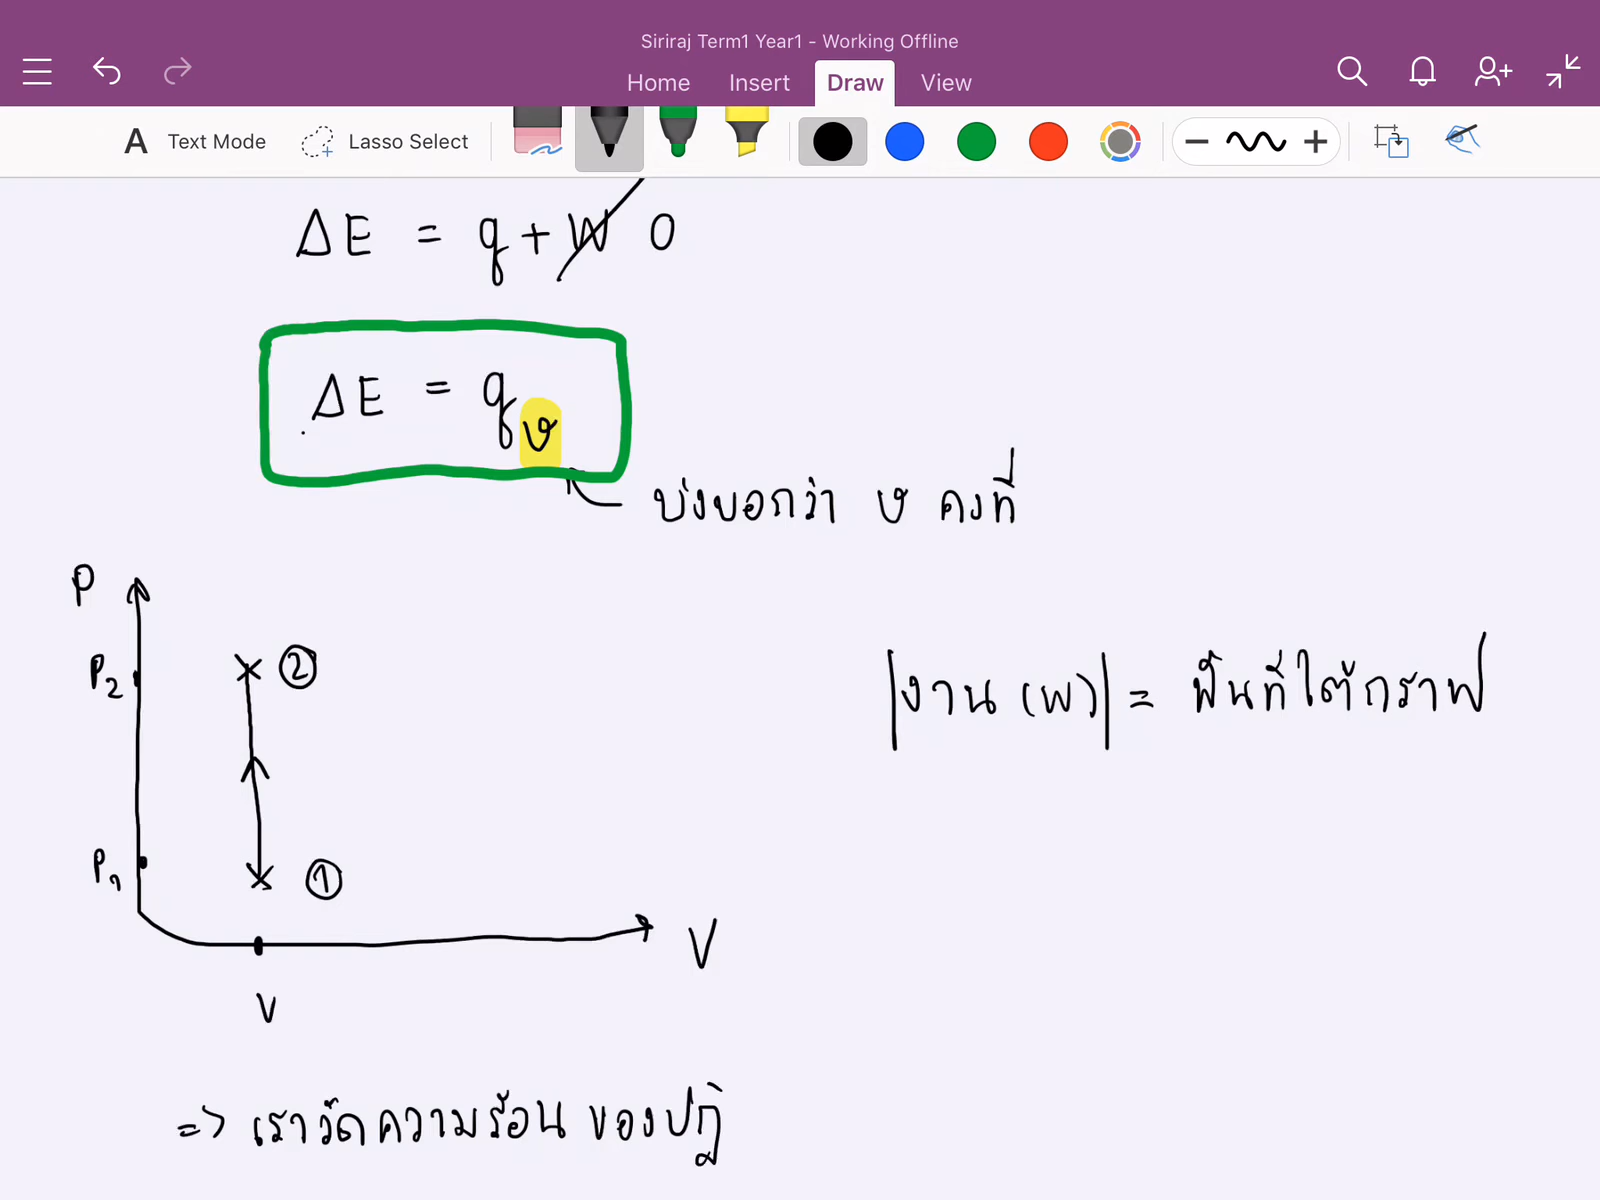 Siriraj Term1 Year1 - Working Offline
Home Insert Draw View
A Text Mode Lasso Select
ΔE = q + W 0
ΔE = qv
บ่งบอกว่า v คงที่
P
P2
②
|งาน (W)| = พื้นที่ใต้กราฟ
P1
①
V
V
=> เราวัดความร้อน ของปฏิ